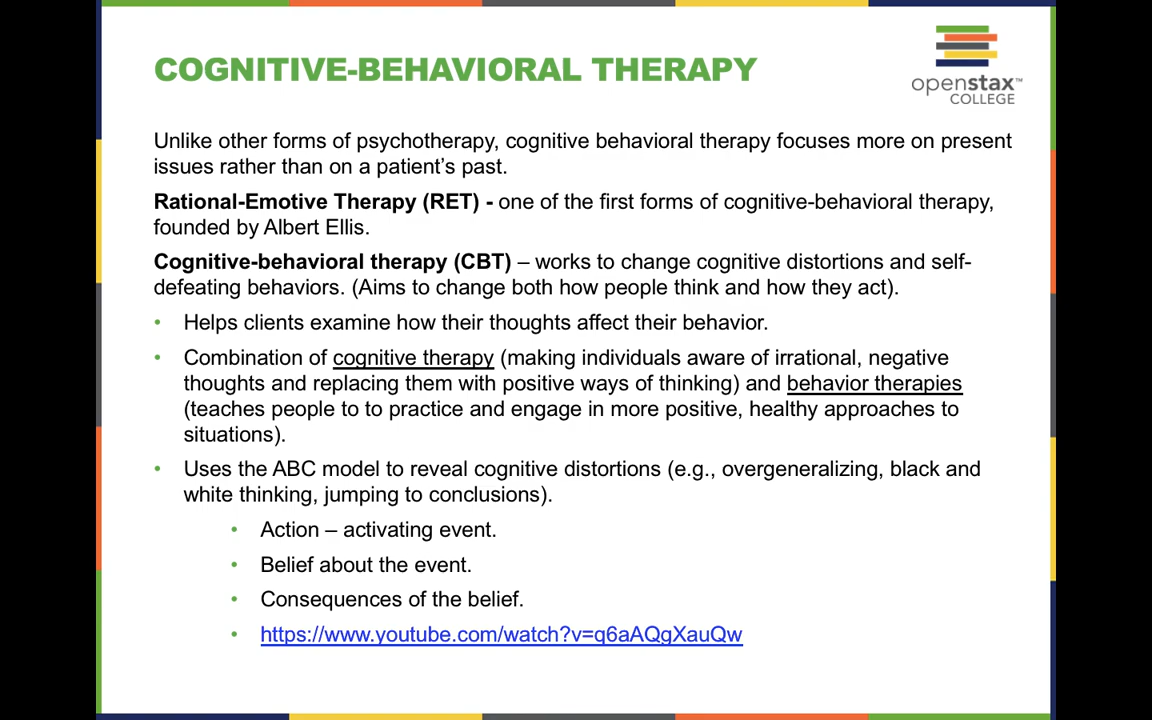 COGNITIVE-BEHAVIORAL THERAPY
openstax™
COLLEGE
Unlike other forms of psychotherapy, cognitive behavioral therapy focuses more on present
issues rather than on a patient’s past.
Rational-Emotive Therapy (RET) - one of the first forms of cognitive-behavioral therapy,
founded by Albert Ellis.
Cognitive-behavioral therapy (CBT) – works to change cognitive distortions and self-
defeating behaviors. (Aims to change both how people think and how they act).
• Helps clients examine how their thoughts affect their behavior.
• Combination of cognitive therapy (making individuals aware of irrational, negative
thoughts and replacing them with positive ways of thinking) and behavior therapies
(teaches people to to practice and engage in more positive, healthy approaches to
situations).
• Uses the ABC model to reveal cognitive distortions (e.g., overgeneralizing, black and
white thinking, jumping to conclusions).
• Action – activating event.
• Belief about the event.
• Consequences of the belief.
• https://www.youtube.com/watch?v=q6aAQgXauQw